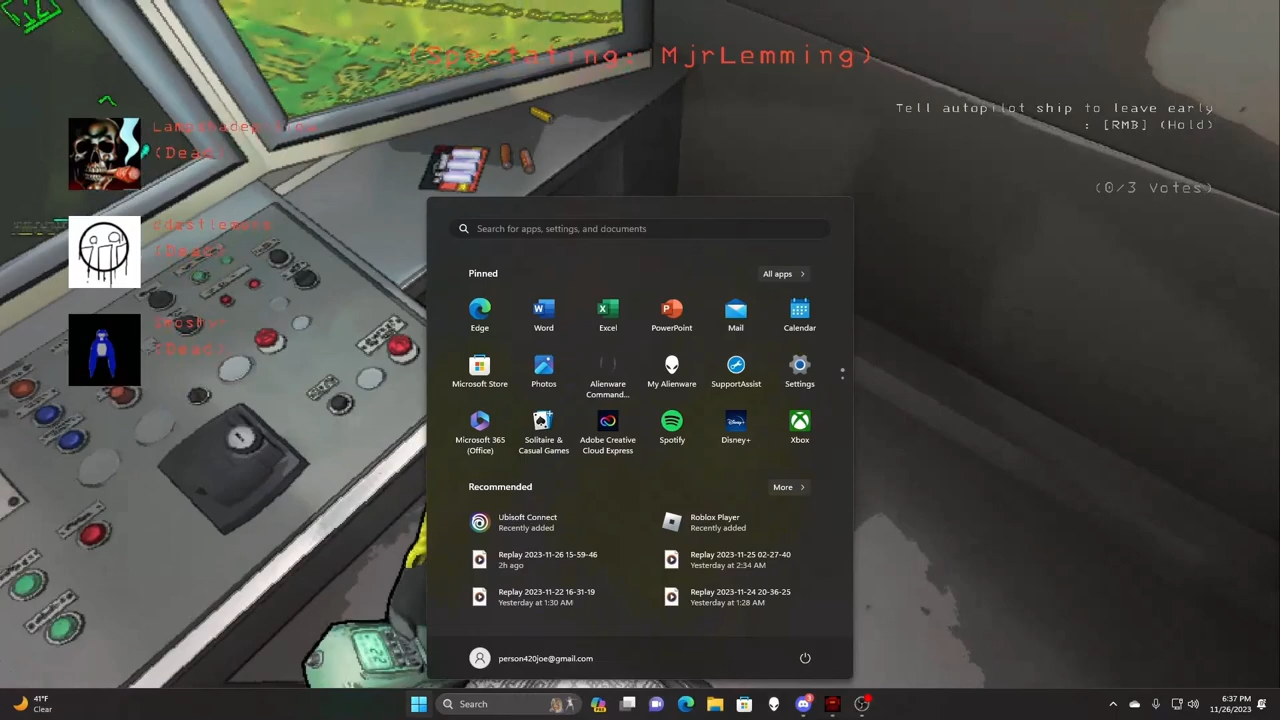 (Spectating: MjrLemming)
Tell autopilot ship to leave early
: [RMB] (Hold)
(0/3 Votes)
(Dead)
(Dead)
(Dead)
Search for apps, settings, and documents
Pinned
All apps
Edge
Word
Excel
PowerPoint
Mail
Calendar
Microsoft Store
Photos
Alienware
Command...
My Alienware
SupportAssist
Settings
Microsoft 365
(Office)
Solitaire &
Casual Games
Adobe Creative
Cloud Express
Spotify
Disney+
Xbox
Recommended
More
Ubisoft Connect
Recently added
Roblox Player
Recently added
Replay 2023-11-26 15-59-46
2h ago
Replay 2023-11-25 02-27-40
Yesterday at 2:34 AM
Replay 2023-11-22 16-31-19
Yesterday at 1:30 AM
Replay 2023-11-24 20-36-25
Yesterday at 1:28 AM
person420joe@gmail.com
41°F
Clear
Search
6:37 PM
11/26/2023